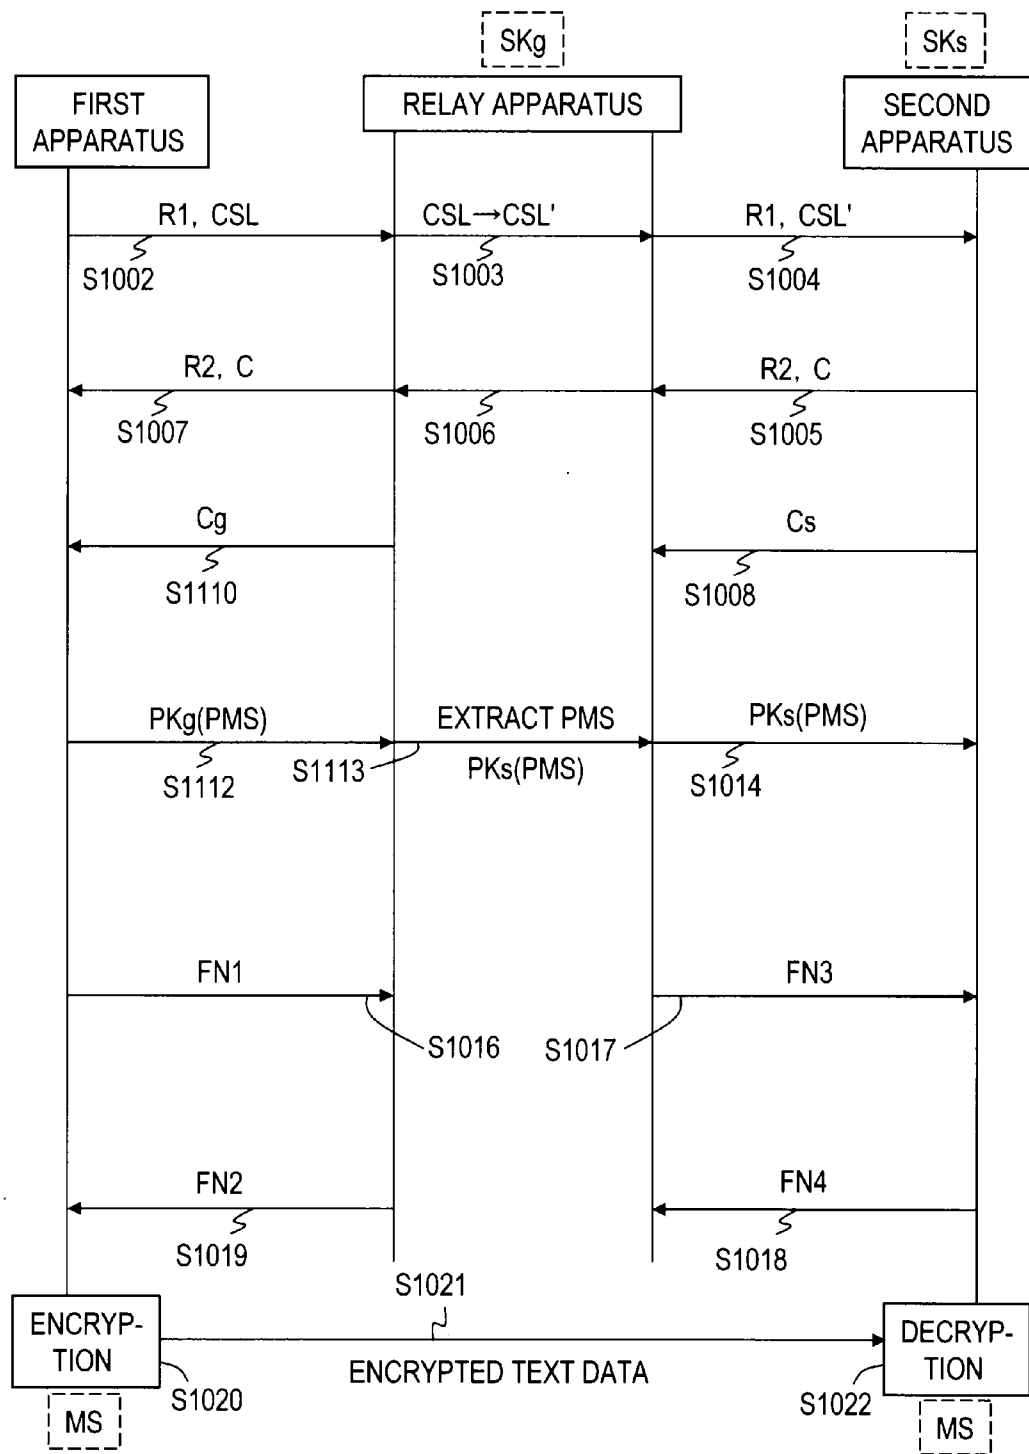 SKg
SKs
FIRST
APPARATUS
RELAY APPARATUS
SECOND
APPARATUS
R1, CSL
CSL→CSL'
R1, CSL'
S1002
S1003
S1004
R2, C
R2, C
S1007
S1006
S1005
Cg
Cs
S1110
S1008
PKg(PMS)
EXTRACT PMS
PKs(PMS)
S1112
S1113
PKs(PMS)
S1014
FN1
FN3
S1016
S1017
FN2
FN4
S1019
S1018
S1021
ENCRYP-
TION
DECRYP-
TION
ENCRYPTED TEXT DATA
S1020
S1022
MS
MS